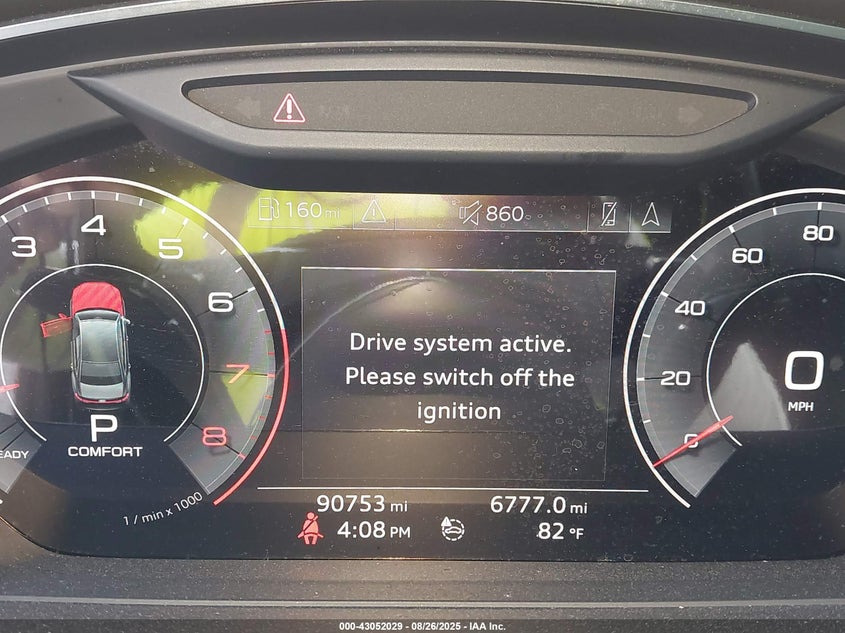 160 mi
860
3
4
5
6
7
8
P
COMFORT
EADY
1 / min x 1000
Drive system active.
Please switch off the
ignition
0
20
40
60
80
0
MPH
90753 mi
6777.0 mi
4:08 PM
82 °F
000-43052029 - 08/26/2025 - IAA Inc.